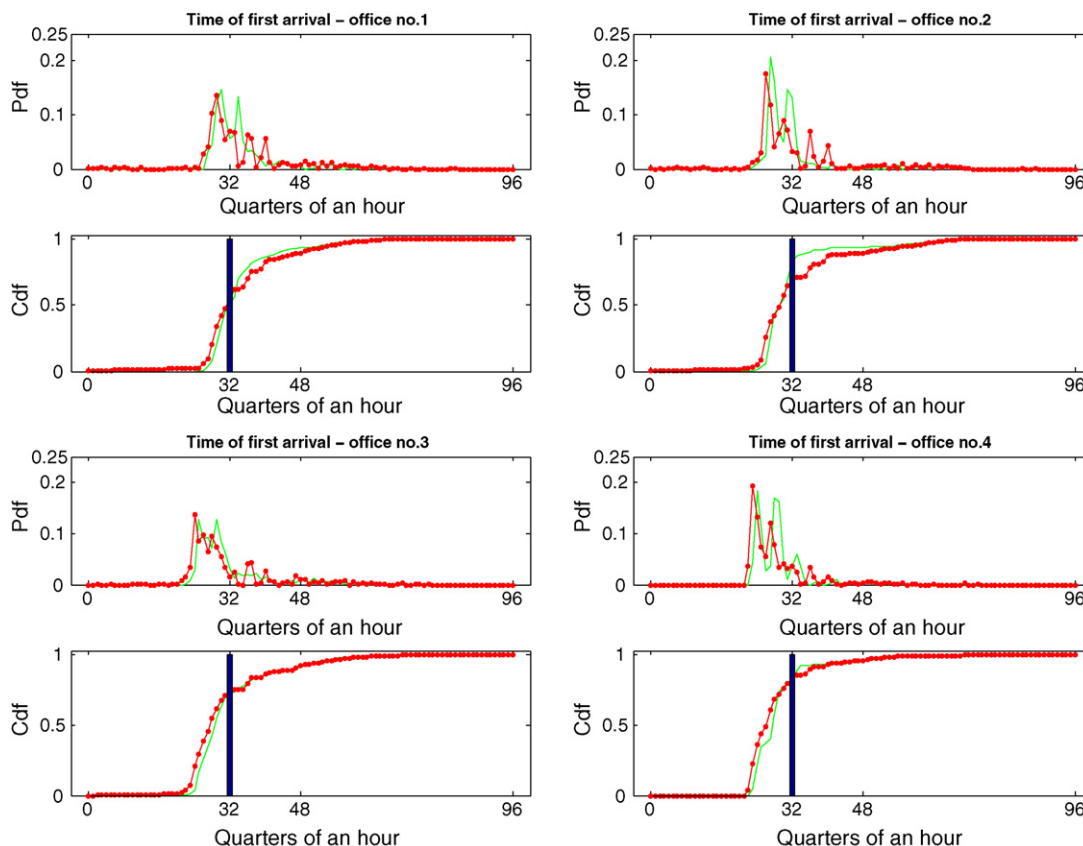 Time of first arrival – office no.1
0.25
0.2
0.1
0
Pdf
0 32 48 96
Quarters of an hour
1
0.5
0
Cdf
0 32 48 96
Quarters of an hour
Time of first arrival – office no.2
0.25
0.2
0.1
0
Pdf
0 32 48 96
Quarters of an hour
1
0.5
0
Cdf
0 32 48 96
Quarters of an hour
Time of first arrival – office no.3
0.25
0.2
0.1
0
Pdf
0 32 48 96
Quarters of an hour
1
0.5
0
Cdf
0 32 48 96
Quarters of an hour
Time of first arrival – office no.4
0.25
0.2
0.1
0
Pdf
0 32 48 96
Quarters of an hour
1
0.5
0
Cdf
0 32 48 96
Quarters of an hour